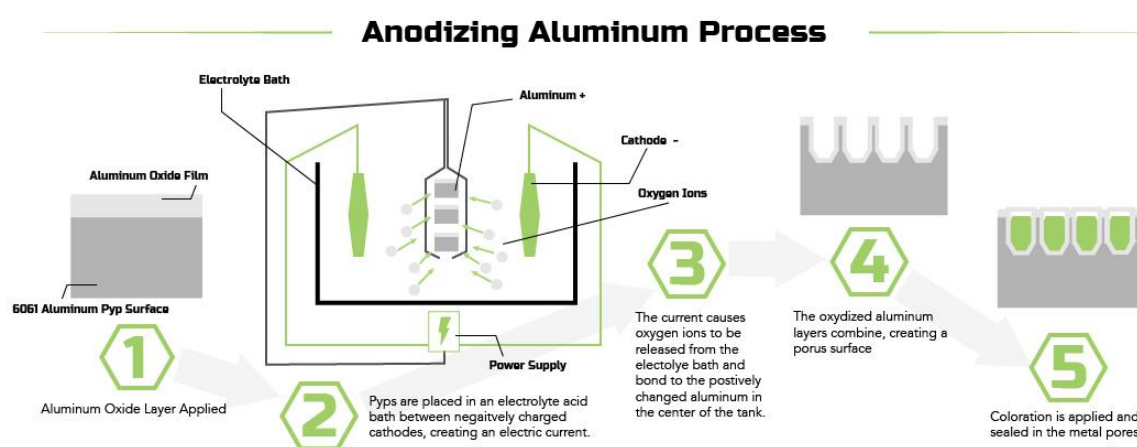 Anodizing Aluminum Process
Electrolyte Bath
Aluminum +
Cathode -
Oxygen Ions
Aluminum Oxide Film
6061 Aluminum Pyp Surface
Power Supply
1
Aluminum Oxide Layer Applied
2
Pyps are placed in an electrolyte acid
bath between negaitvely charged
cathodes, creating an electric current.
3
The current causes
oxygen ions to be
released from the
electolye bath and
bond to the postively
changed aluminum in
the center of the tank.
4
The oxydized aluminum
layers combine, creating a
porus surface
5
Coloration is applied and
sealed in the metal pores